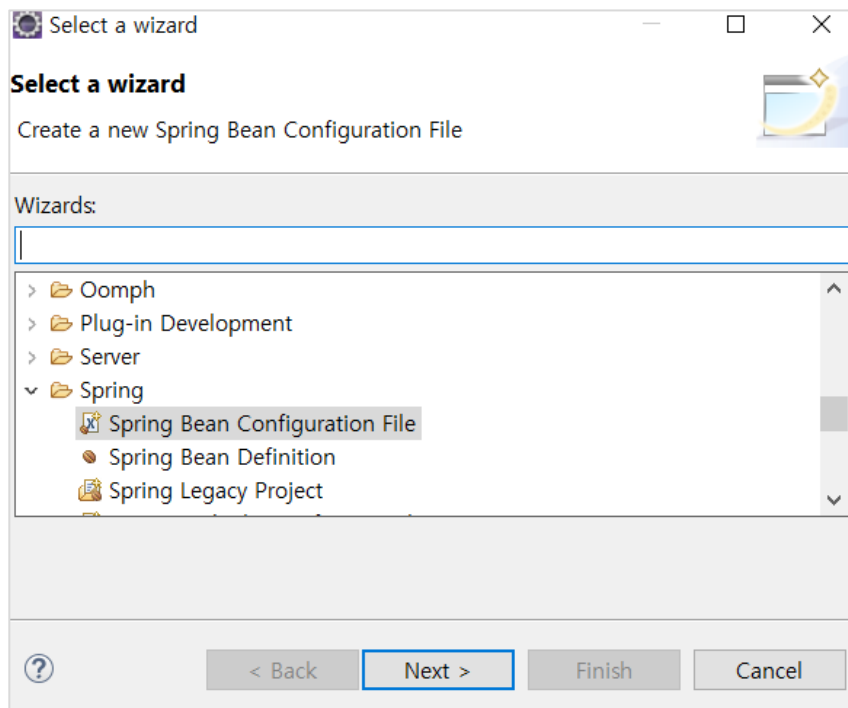 Select a wizard
Select a wizard
Create a new Spring Bean Configuration File
Wizards:
Oomph
Plug-in Development
Server
Spring
Spring Bean Configuration File
Spring Bean Definition
Spring Legacy Project
< Back Next > Finish Cancel